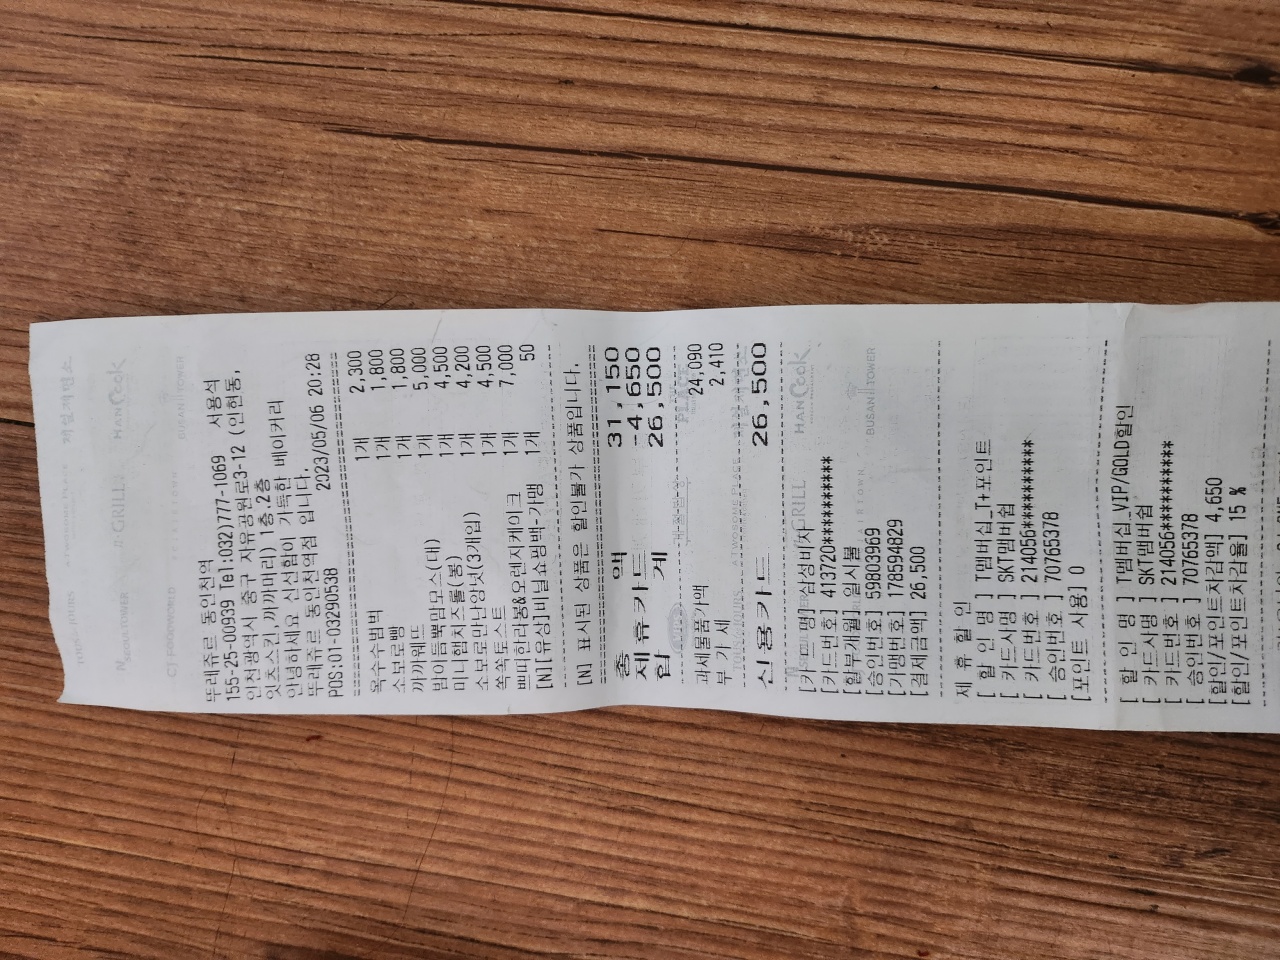 뚜레쥬르 동인천역
155-25-00939 Tel:(032)777-1069 서용석
인천광역시 중구 자유공원로3-12 (인현동,
잇츠스킨,까까머리) 1층.2층
안녕하세요 신선함이 가득한 베이커리
뚜레쥬르 동인천역점 입니다.
POS:01-03290538 2023/05/06 20:28
옥수수범벅 1개 2,300
소보로빵 1개 1,800
까까웨뜨 1개 1,800
밤이듬뿍맘모스(대) 1개 5,000
미니햄치즈롤(봉) 1개 4,500
소보로만난앙넛(3개입) 1개 4,200
쏙쏙토스트 1개 4,500
쁘띠한라봉&오렌지케이크 1개 7,000
[N][유상]비닐쇼핑백-가맹 1개 50
[N] 표시된 상품은 할인불가 상품입니다.
총 액 31,150
제휴카드 -4,650
합 계 26,500
과세물품가액 24,090
부 가 세 2,410
신용카드 26,500
[카드 명] 삼성비자
[카드번호] 413720**********
[할부개월] 일시불
[승인번호] 59803969
[가맹번호] 178594829
[결제금액] 26,500
제 휴 할 인
[ 할 인 명 ] T멤버십_T+포인트
[ 카드사명 ] SKT멤버쉽
[ 카드번호 ] 214056**********
[ 승인번호 ] 70765378
[포인트 사용] 0
[ 할 인 명 ] T멤버십_VIP/GOLD할인
[ 카드사명 ] SKT멤버쉽
[ 카드번호 ] 214056**********
[ 승인번호 ] 70765378
[할인/포인트차감액] 4,650
[할인/포인트차감율] 15 %